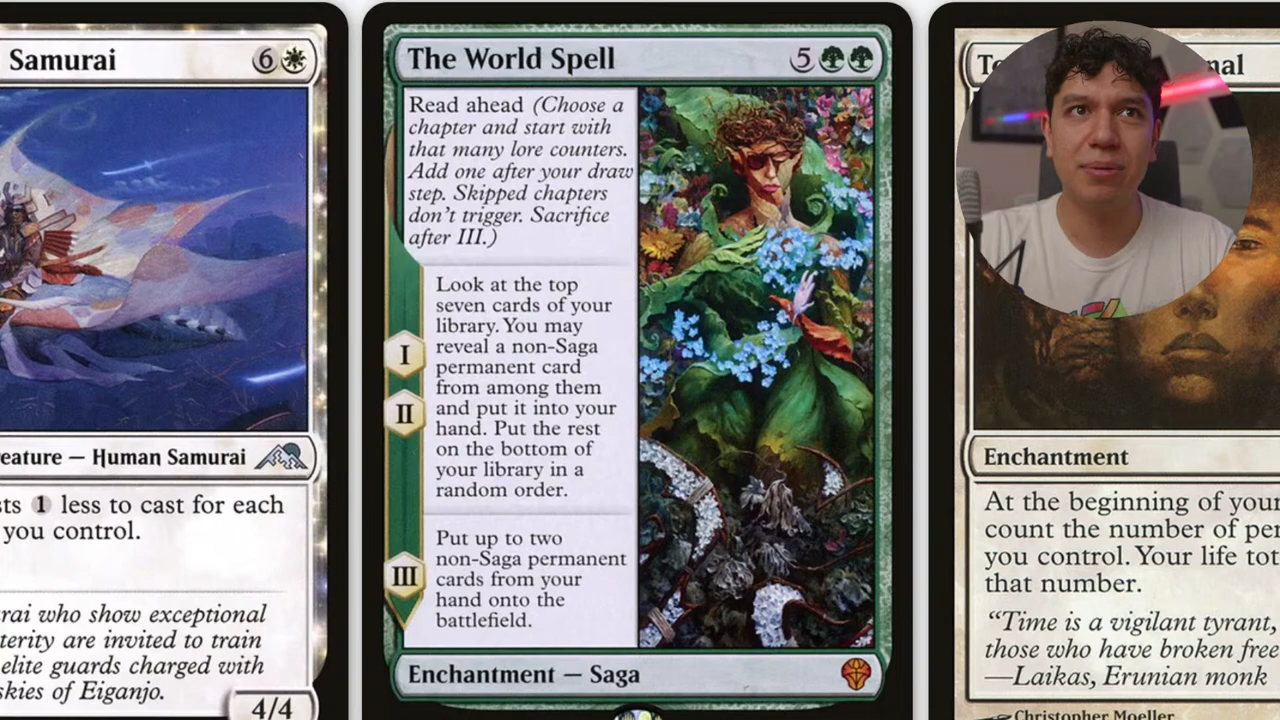 Samurai
6
reature — Human Samurai
sts 1 less to cast for each
you control.
rai who show exceptional
terity are invited to train
elite guards charged with
skies of Eiganjo.
4/4
The World Spell
5
Read ahead (Choose a
chapter and start with
that many lore counters.
Add one after your draw
step. Skipped chapters
don't trigger. Sacrifice
after III.)
I
II
Look at the top
seven cards of your
library. You may
reveal a non-Saga
permanent card
from among them
and put it into your
hand. Put the rest
on the bottom of
your library in a
random order.
III
Put up to two
non-Saga permanent
cards from your
hand onto the
battlefield.
Enchantment — Saga
nal
Enchantment
At the beginning of your
count the number of per
you control. Your life tot
that number.
“Time is a vigilant tyrant,
those who have broken free
—Laikas, Erunian monk
Christopher Moeller